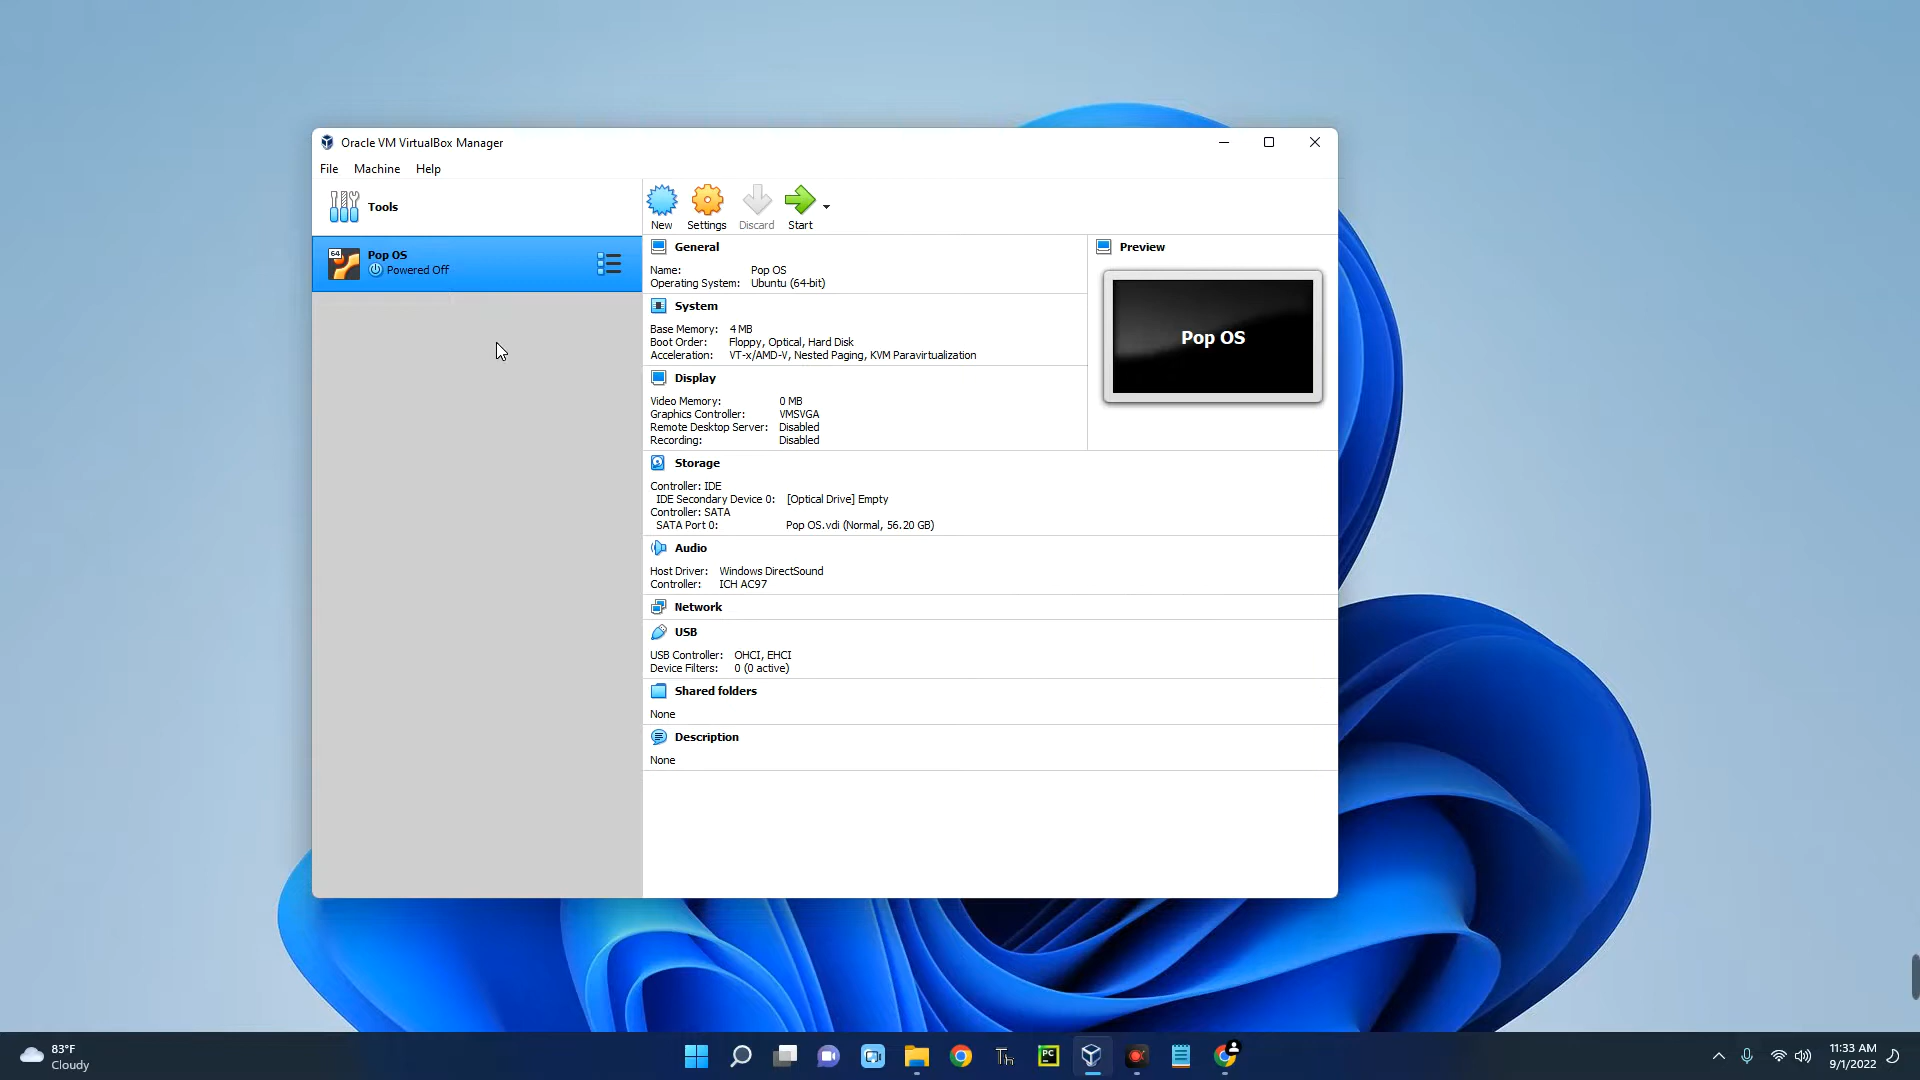 Oracle VM VirtualBox Manager
File Machine Help
Tools
New Settings Discard Start
64
Pop OS
Powered Off
General
Name: Pop OS
Operating System: Ubuntu (64-bit)
Preview
Pop OS
System
Base Memory: 4 MB
Boot Order: Floppy, Optical, Hard Disk
Acceleration: VT-x/AMD-V, Nested Paging, KVM Paravirtualization
Display
Video Memory: 0 MB
Graphics Controller: VMSVGA
Remote Desktop Server: Disabled
Recording: Disabled
Storage
Controller: IDE
IDE Secondary Device 0: [Optical Drive] Empty
Controller: SATA
SATA Port 0: Pop OS.vdi (Normal, 56.20 GB)
Audio
Host Driver: Windows DirectSound
Controller: ICH AC97
Network
USB
USB Controller: OHCI, EHCI
Device Filters: 0 (0 active)
Shared folders
None
Description
None
83°F
Cloudy
Th
PC
11:33 AM
9/1/2022